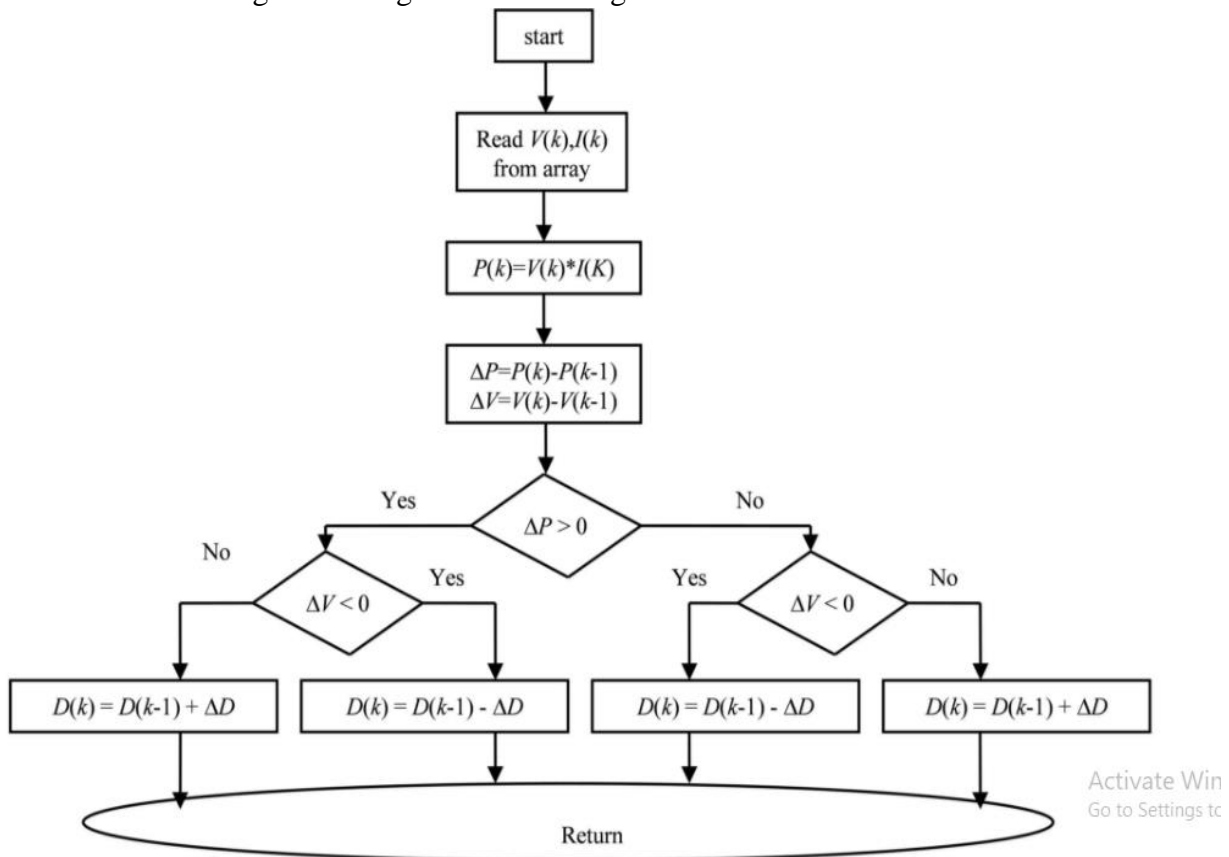 start
Read V(k),I(k)
from array
P(k)=V(k)*I(K)
ΔP=P(k)-P(k-1)
ΔV=V(k)-V(k-1)
Yes
No
ΔP > 0
No
Yes
Yes
No
ΔV < 0
ΔV < 0
D(k) = D(k-1) + ΔD
D(k) = D(k-1) - ΔD
D(k) = D(k-1) - ΔD
D(k) = D(k-1) + ΔD
Activate Win
Go to Settings to
Return